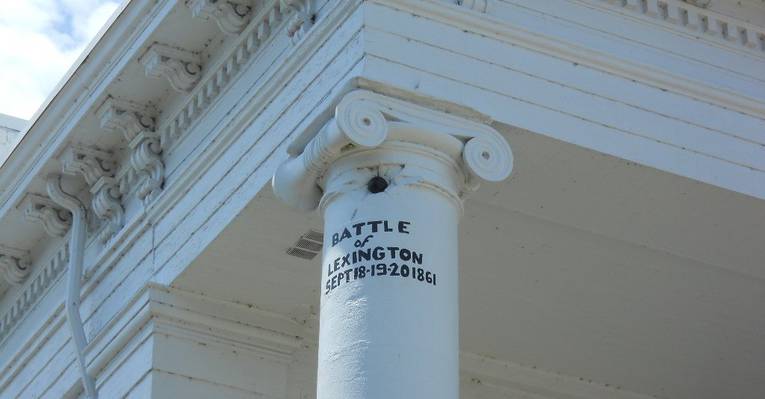 BATTLE
of
LEXINGTON
SEPT 18-19-20 1861